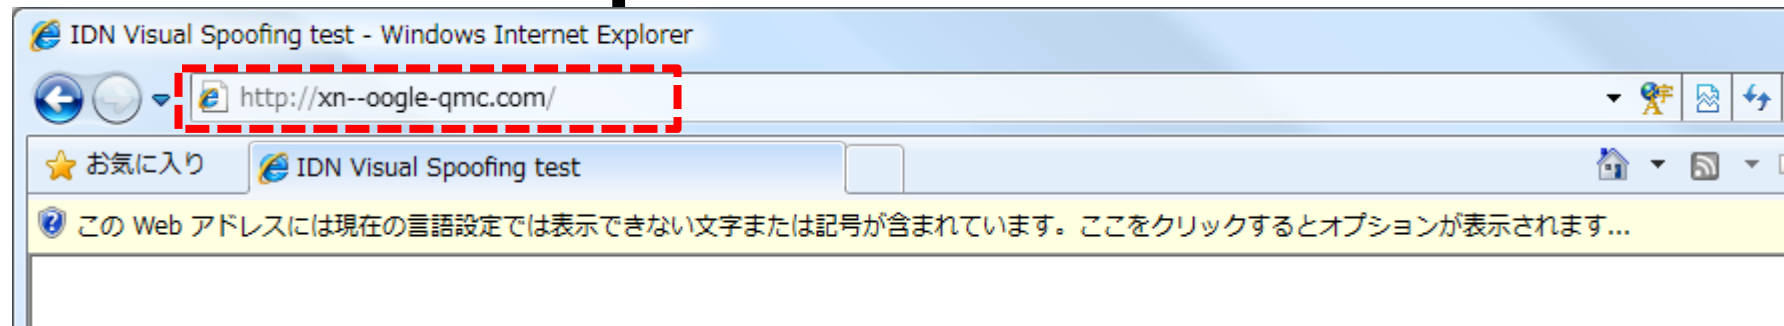 IDN Visual Spoofing test - Windows Internet Explorer
http://xn--oogle-qmc.com/
お気に入り
IDN Visual Spoofing test
この Web アドレスには現在の言語設定では表示できない文字または記号が含まれています。ここをクリックするとオプションが表示されます...